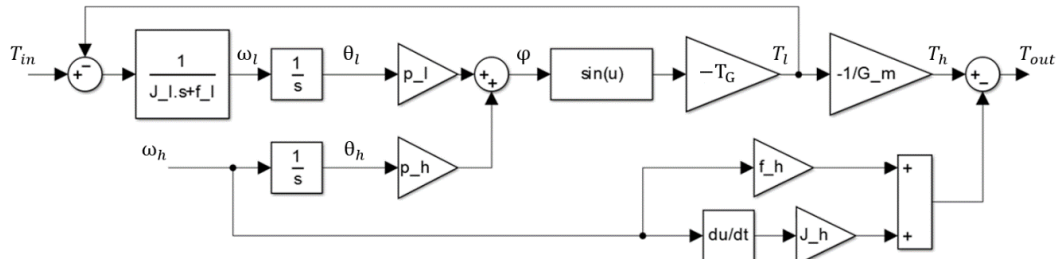 T_in
+
−
1
J_l.s+f_l
ω_l
1
s
θ_l
p_l
+
+
φ
sin(u)
−T_G
T_l
-1/G_m
T_h
+
−
T_out
ω_h
1
s
θ_h
p_h
f_h
+
du/dt
J_h
+